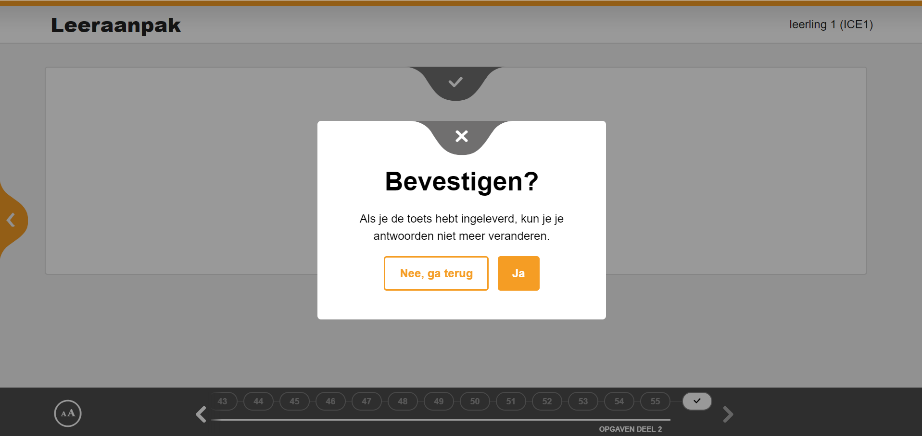 Leeraanpak
leerling 1 (ICE1)
Bevestigen?
Als je de toets hebt ingeleverd, kun je je
antwoorden niet meer veranderen.
Nee, ga terug
Ja
43 44 45 46 47 48 49 50 51 52 53 54 55
AA
OPGAVEN DEEL 2